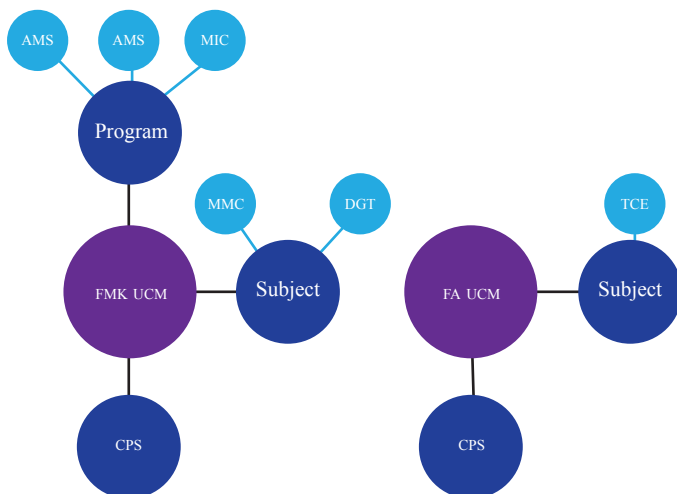 AMS
AMS
MIC
Program
MMC
DGT
TCE
FMK UCM
Subject
FA UCM
Subject
CPS
CPS